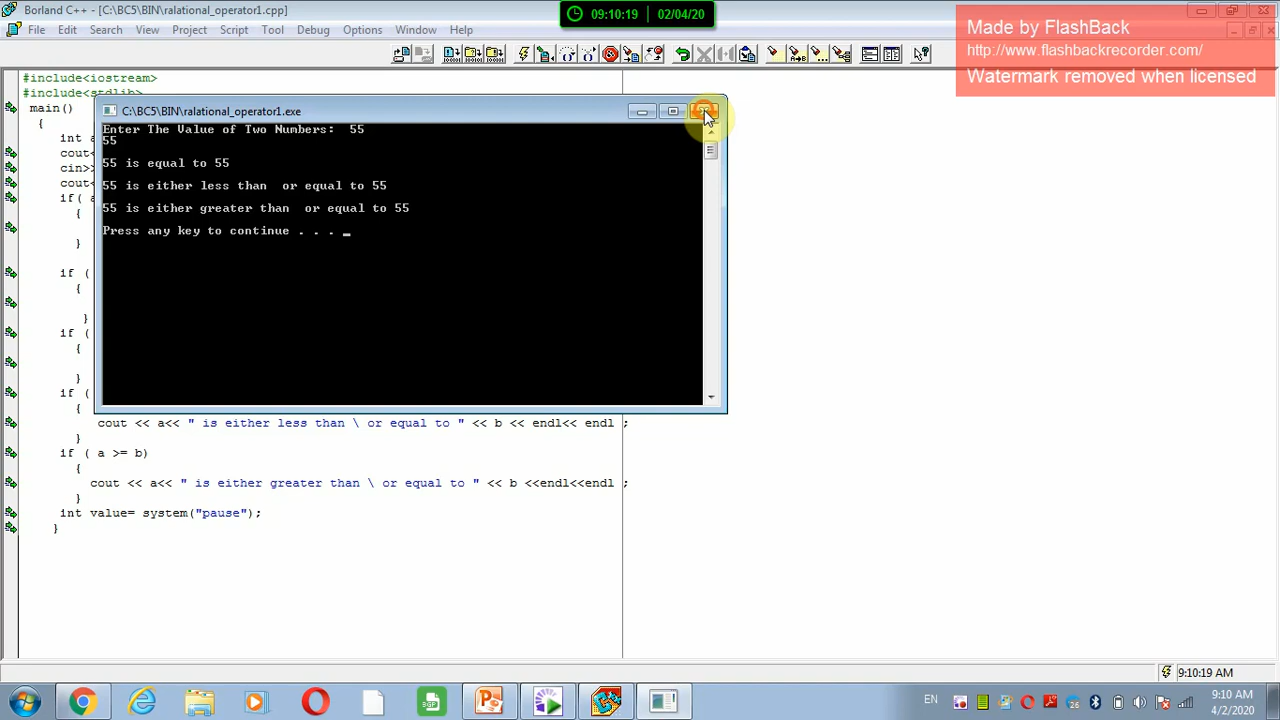 Borland C++ - [C:\BC5\BIN\ralational_operator1.cpp]
09:10:19 02/04/20
Made by FlashBack
http://www.flashbackrecorder.com/
Watermark removed when licensed
File Edit Search View Project Script Tool Debug Options Window Help
#include<iostream>
#include<stdlib>
main()
{
int a
cout<
cin>
cout<
if( a
{
}
if (
{
}
if (
{
}
if (
{
cout << a<< " is either less than \ or equal to " << b << endl<< endl ;
}
if ( a >= b)
{
cout << a<< " is either greater than \ or equal to " << b <<endl<<endl ;
}
int value= system("pause");
}
C:\BC5\BIN\ralational_operator1.exe
Enter The Value of Two Numbers: 55
55
55 is equal to 55
55 is either less than or equal to 55
55 is either greater than or equal to 55
Press any key to continue . . . _
9:10:19 AM
EN
9:10 AM
4/2/2020